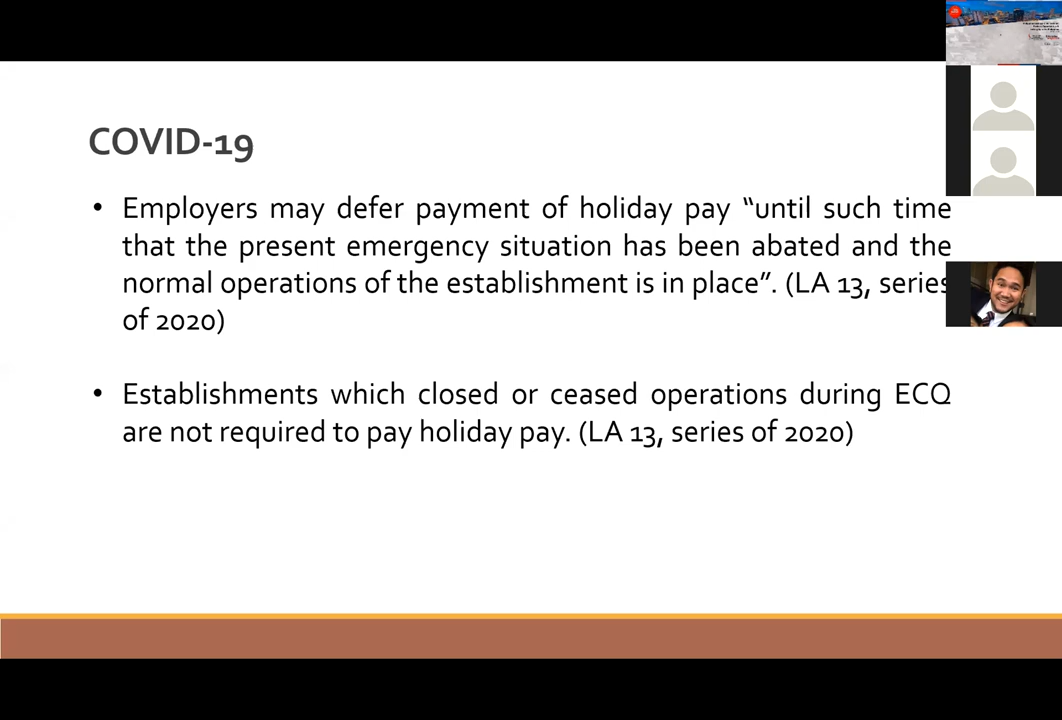 COVID-19
• Employers may defer payment of holiday pay “until such time
that the present emergency situation has been abated and the
normal operations of the establishment is in place”. (LA 13, series
of 2020)
• Establishments which closed or ceased operations during ECQ
are not required to pay holiday pay. (LA 13, series of 2020)